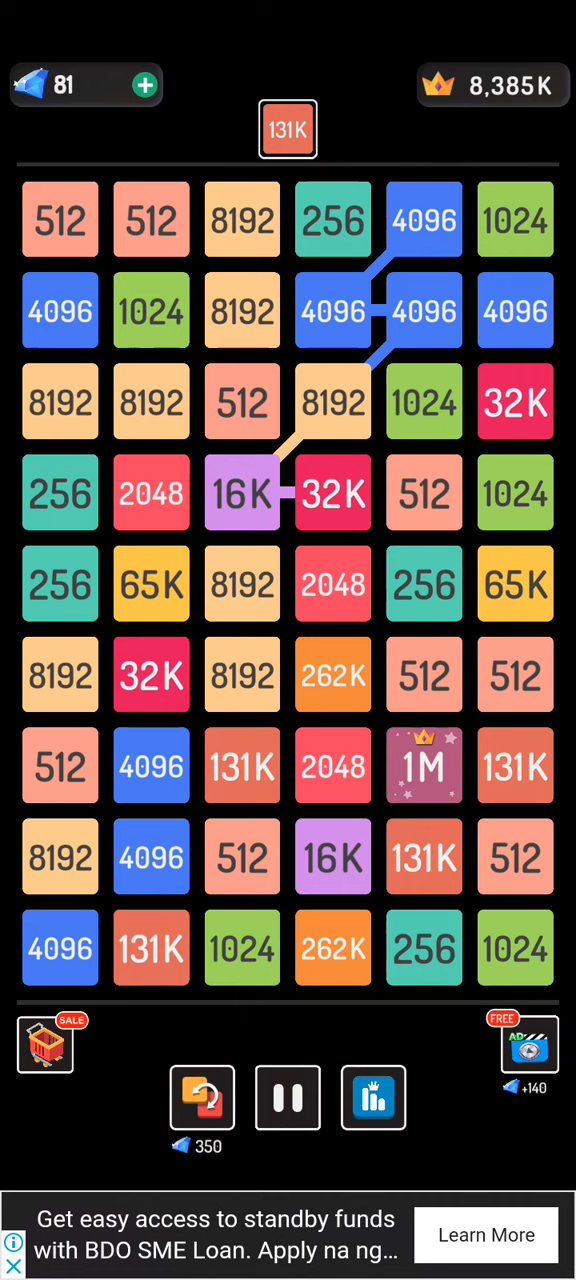 81
8,385K
131K
512 512 8192 256 4096 1024
4096 1024 8192 4096 4096 4096
8192 8192 512 8192 1024 32K
256 2048 16K 32K 512 1024
256 65K 8192 2048 256 65K
8192 32K 8192 262K 512 512
512 4096 131K 2048 1M 131K
8192 4096 512 16K 131K 512
4096 131K 1024 262K 256 1024
SALE
FREE
AD
+140
350
Get easy access to standby funds
with BDO SME Loan. Apply na ng...
Learn More